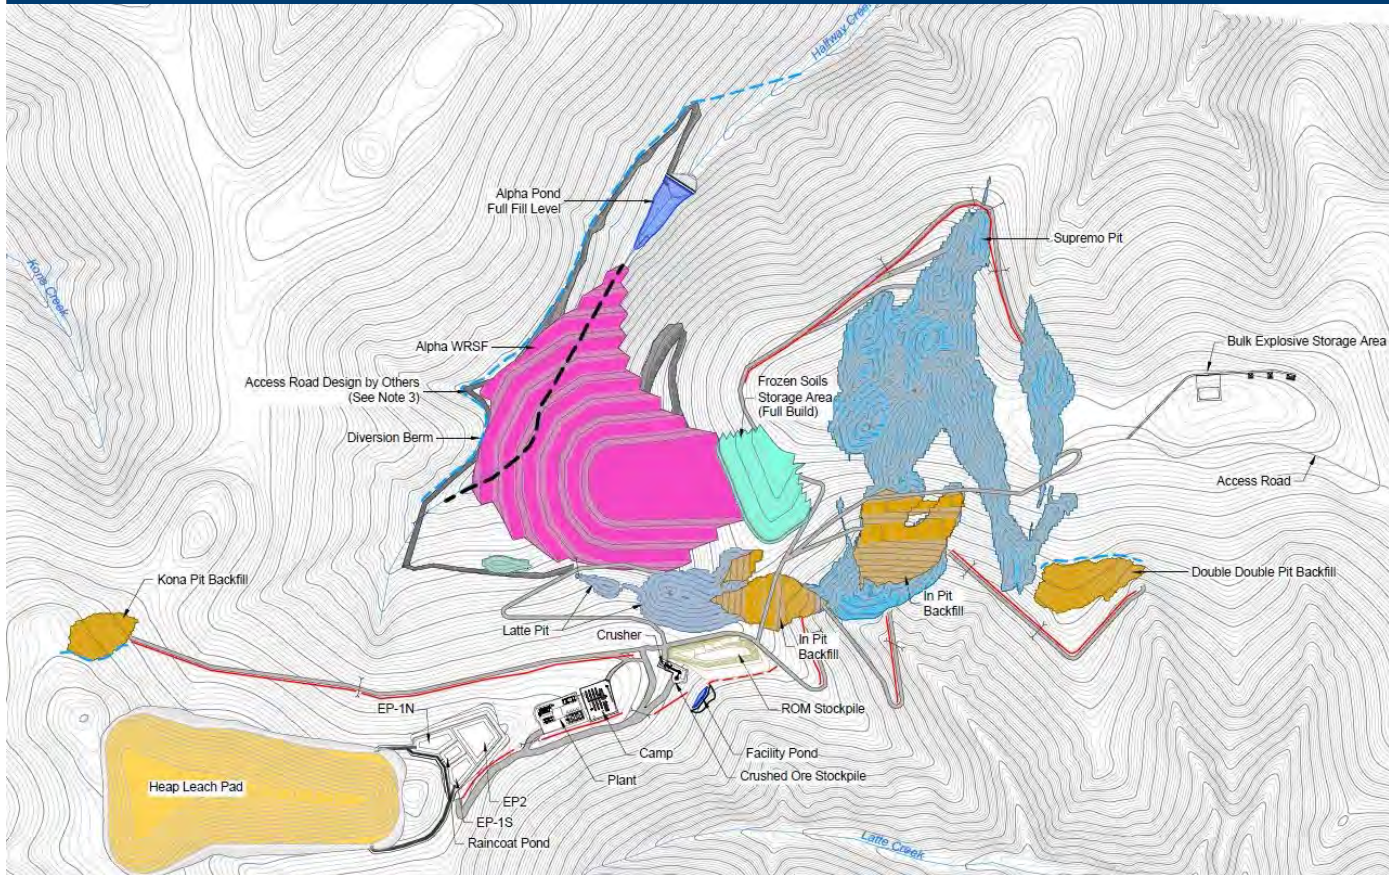 Halfway Creek
Alpha Pond
Full Fill Level
Supremo Pit
Kona Creek
Alpha WRSF
Bulk Explosive Storage Area
Access Road Design by Others
(See Note 3)
Frozen Soils
Storage Area
(Full Build)
Diversion Berm
Access Road
Kona Pit Backfill
Double Double Pit Backfill
In Pit
Backfill
Latte Pit
Crusher
In Pit
Backfill
EP-1N
ROM Stockpile
Camp
Facility Pond
Plant
Crushed Ore Stockpile
Heap Leach Pad
EP2
EP-1S
Raincoat Pond
Latte Creek